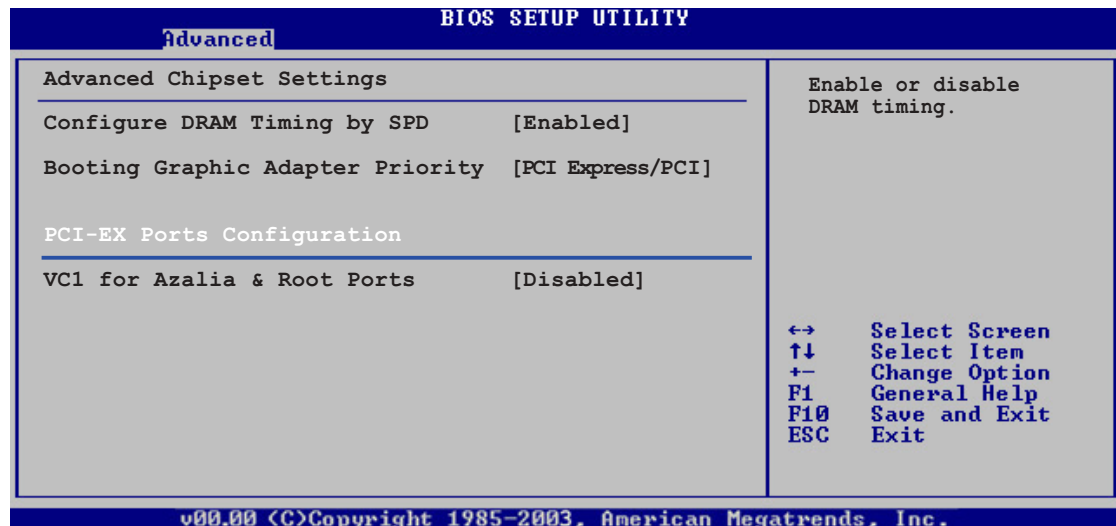 BIOS SETUP UTILITY
Advanced
Advanced Chipset Settings
Configure DRAM Timing by SPD [Enabled]
Booting Graphic Adapter Priority [PCI Express/PCI]
PCI-EX Ports Configuration
VC1 for Azalia & Root Ports [Disabled]
Enable or disable
DRAM timing.
←→ Select Screen
↑↓ Select Item
+- Change Option
F1 General Help
F10 Save and Exit
ESC Exit
v00.00 (C)Copyright 1985-2003, American Megatrends, Inc.